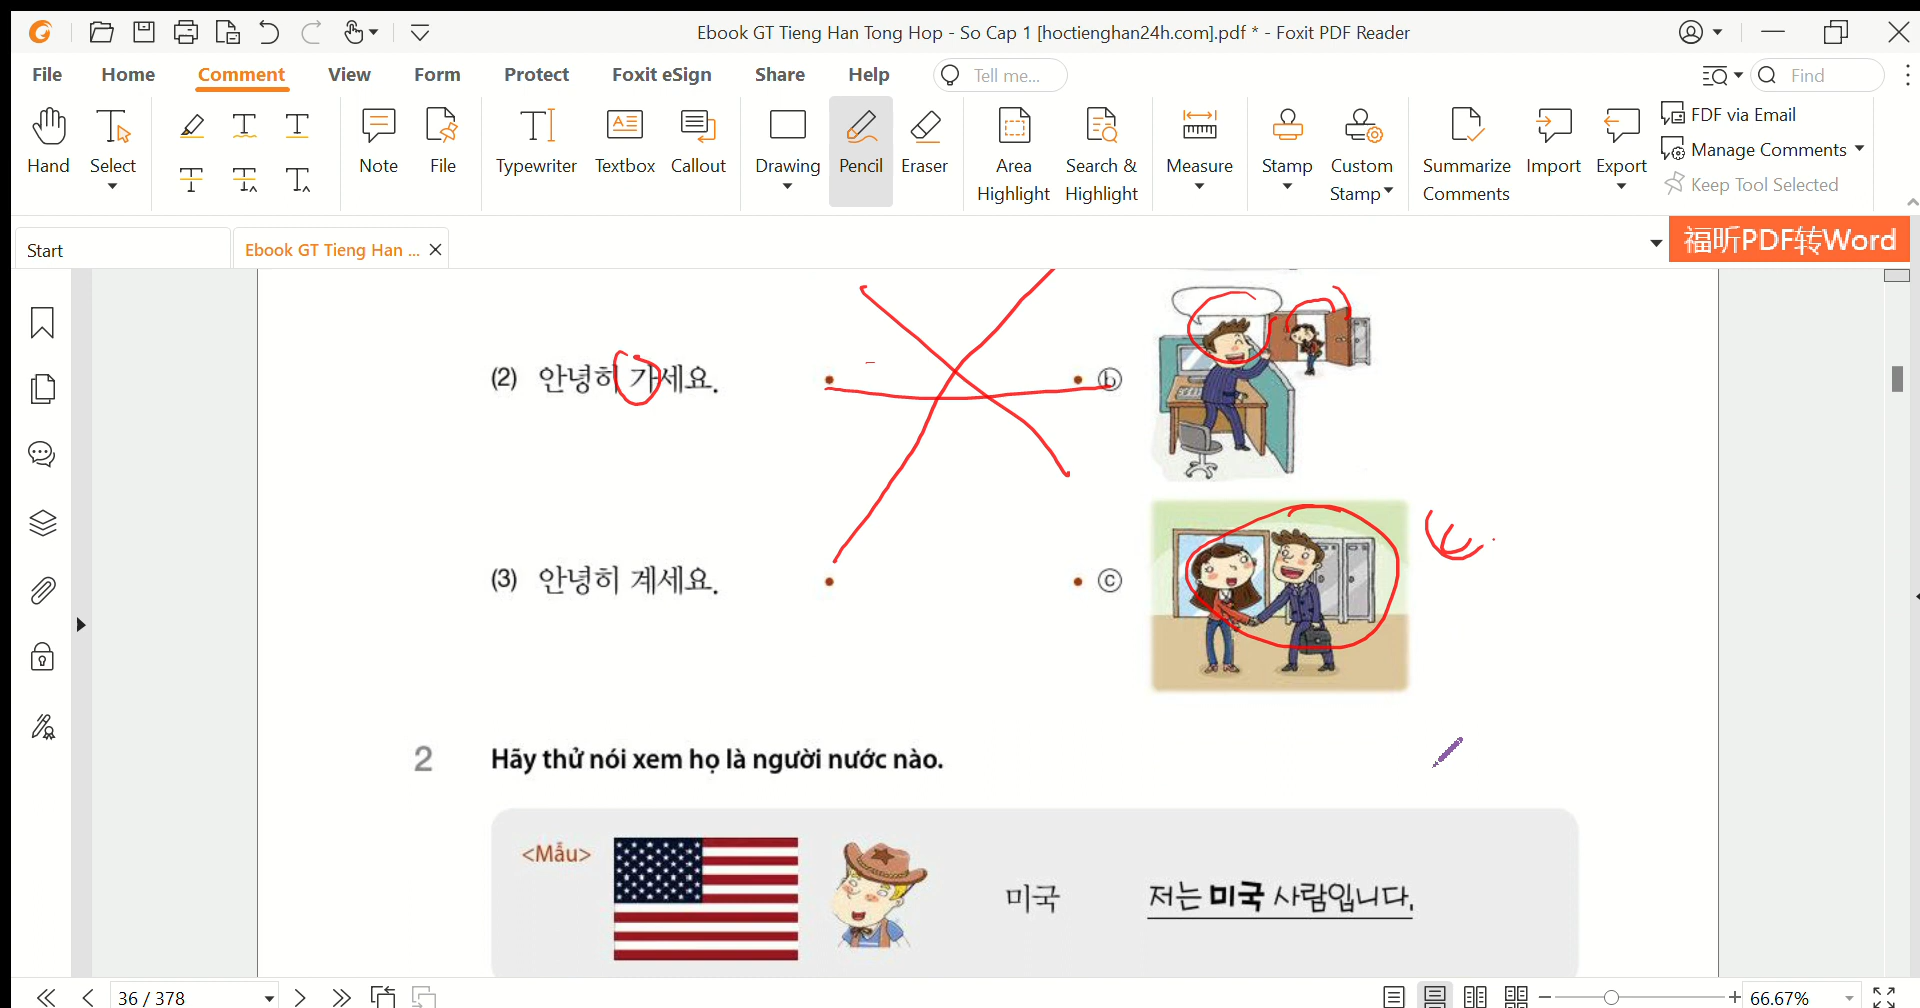 Ebook GT Tieng Han Tong Hop - So Cap 1 [hoctienghan24h.com].pdf * - Foxit PDF Reader
File Home Comment View Form Protect Foxit eSign Share Help Tell me... Find
Hand Select Note File Typewriter Textbox Callout Drawing Pencil Eraser Area Highlight Search & Highlight Measure Stamp Custom Stamp Summarize Comments Import Export
FDF via Email
Manage Comments
Keep Tool Selected
Start Ebook GT Tieng Han ... 福昕PDF转Word
(2) 안녕히 가세요. ⓑ
(3) 안녕히 계세요. ⓒ
2 Hãy thử nói xem họ là người nước nào.
<Mẫu> 미국 저는 미국 사람입니다.
36 / 378 66.67%